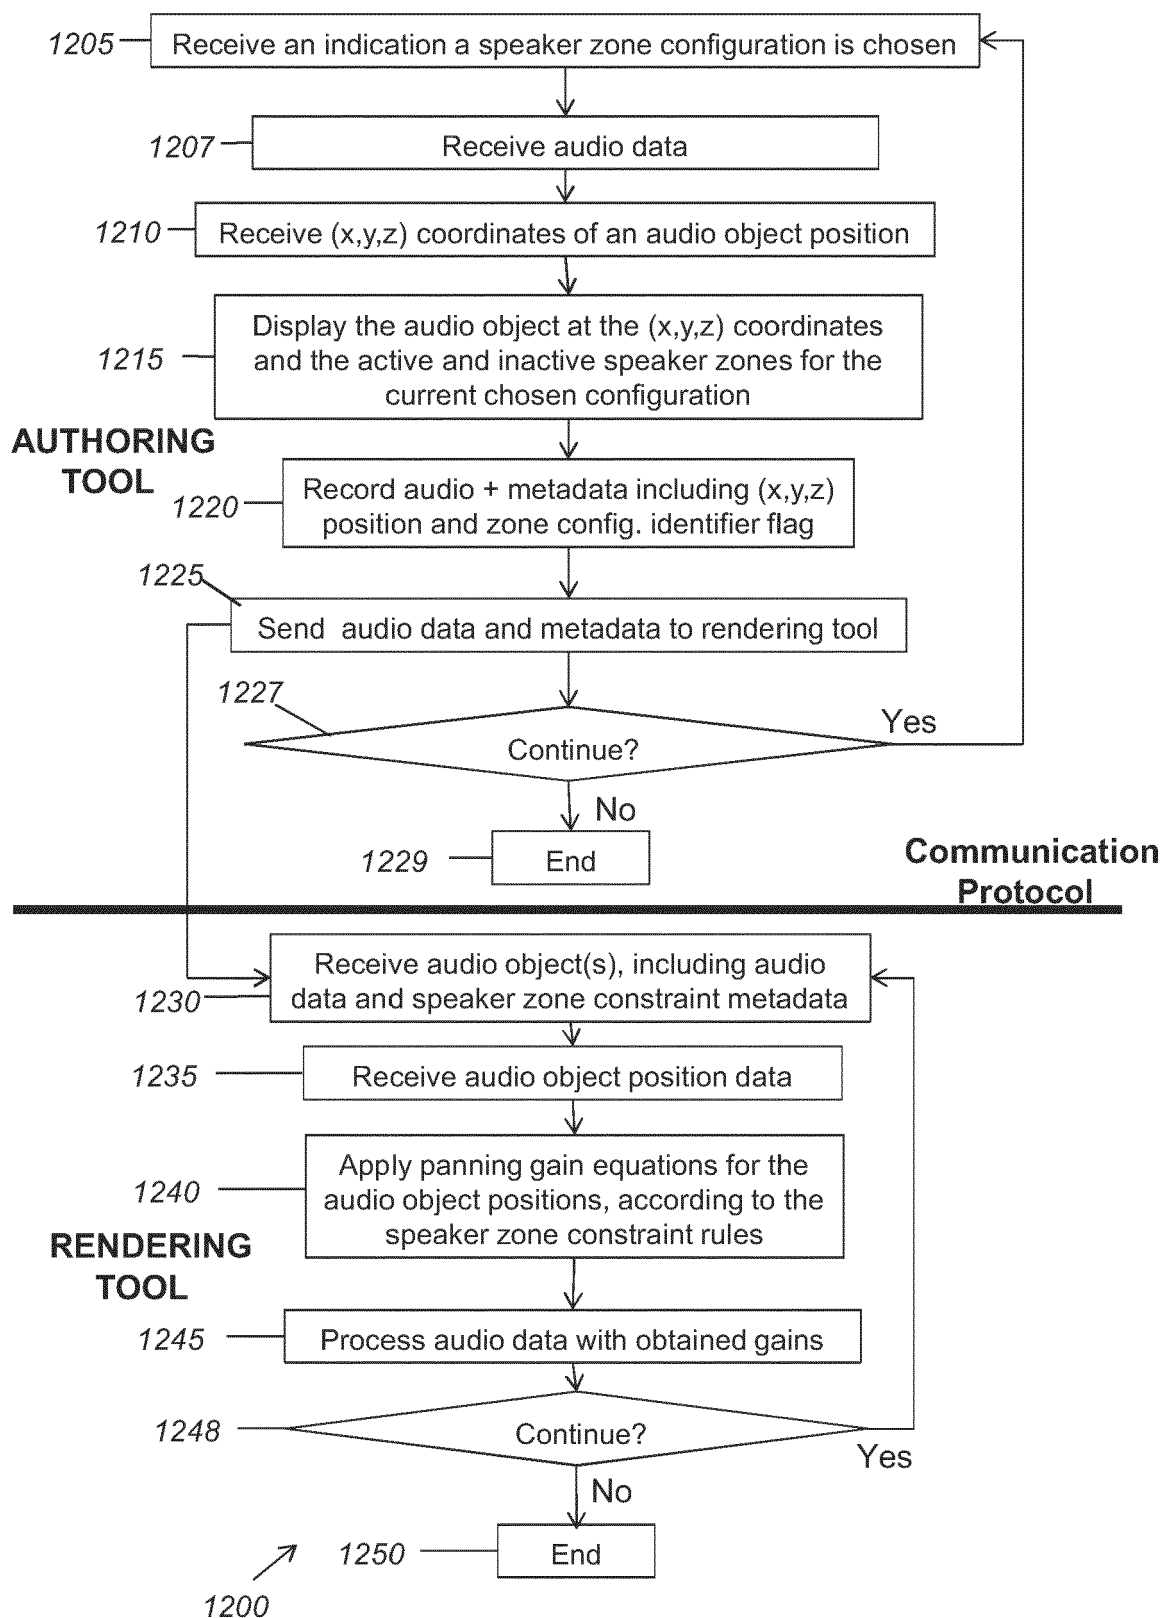 1205
Receive an indication a speaker zone configuration is chosen
1207
Receive audio data
1210
Receive (x,y,z) coordinates of an audio object position
1215
Display the audio object at the (x,y,z) coordinates
and the active and inactive speaker zones for the
current chosen configuration
AUTHORING
TOOL
1220
Record audio + metadata including (x,y,z)
position and zone config. identifier flag
1225
Send audio data and metadata to rendering tool
1227
Continue?
Yes
No
1229
End
Communication
Protocol
1230
Receive audio object(s), including audio
data and speaker zone constraint metadata
1235
Receive audio object position data
1240
Apply panning gain equations for the
audio object positions, according to the
speaker zone constraint rules
RENDERING
TOOL
1245
Process audio data with obtained gains
1248
Continue?
Yes
No
1250
End
1200